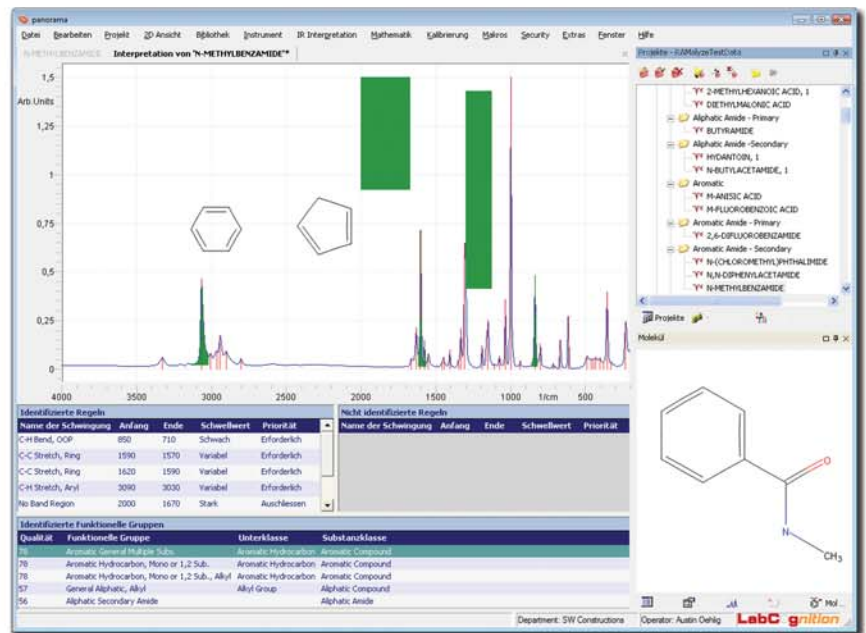 panorama
Datei Bearbeiten Projekt 2D Ansicht Bibliothek Instrument IR Interpretation Mathematik Kalibrierung Makros Security Extras Fenster Hilfe
N-METHYLBENZAMIDE Interpretation von "N-METHYLBENZAMIDE"*
Projekte - RAMalyzeTestData
1,5
Arb.Units
1,25
1
0,75
0,5
0,25
0
4000 3500 3000 2500 2000 1500 1000 1/cm 500
2-METHYLHEXANOIC ACID, 1
DIETHYLMALONIC ACID
Aliphatic Amide - Primary
BUTYRAMIDE
Aliphatic Amide -Secondary
HYDANTOIN, 1
N-BUTYLACETAMIDE, 1
Aromatic
M-ANISIC ACID
M-FLUOROBENZOIC ACID
Aromatic Amide - Primary
2,6-DIFLUOROBENZAMIDE
Aromatic Amide - Secondary
N-(CHLOROMETHYL)PHTHALIMIDE
N,N-DIPHENYLACETAMIDE
N-METHYLBENZAMIDE
Projekte
Molekül
O
N
CH3
Mol...
Identifizierte Regeln
Name der Schwingung Anfang Ende Schwellwert Priorität
C-H Bend, OOP 850 710 Schwach Erforderlich
C-C Stretch, Ring 1590 1570 Variabel Erforderlich
C-C Stretch, Ring 1620 1590 Variabel Erforderlich
C-H Stretch, Aryl 3090 3030 Variabel Erforderlich
No Band Region 2000 1670 Stark Auschliessen
Nicht identifizierte Regeln
Name der Schwingung Anfang Ende Schwellwert Priorität
Identifizierte Funktionelle Gruppen
Qualität Funktionelle Gruppe Unterklasse Substanzklasse
78 Aromatic General Multiple Subs. Aromatic Hydrocarbon Aromatic Compound
78 Aromatic Hydrocarbon, Mono or 1,2 Sub. Aromatic Hydrocarbon Aromatic Compound
78 Aromatic Hydrocarbon, Mono or 1,2 Sub., Alkyl Aromatic Hydrocarbon Aromatic Compound
57 General Aliphatic, Alkyl Alkyl Group Aliphatic Compound
56 Aliphatic Secondary Amide Aliphatic Amide
Department: SW Constructions Operator: Austin Oehlig LabC gnition